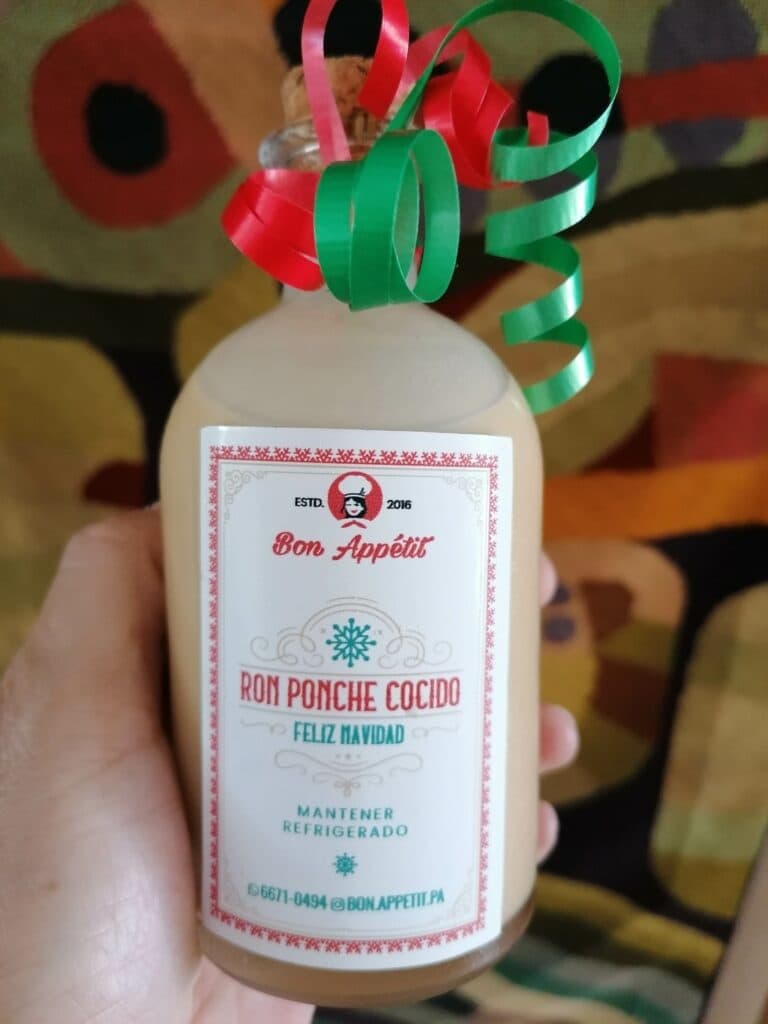 ESTD. 2016
Bon Appétit
RON PONCHE COCIDO
FELIZ NAVIDAD
MANTENER
REFRIGERADO
6671-0494 BON.APPETIT.PA